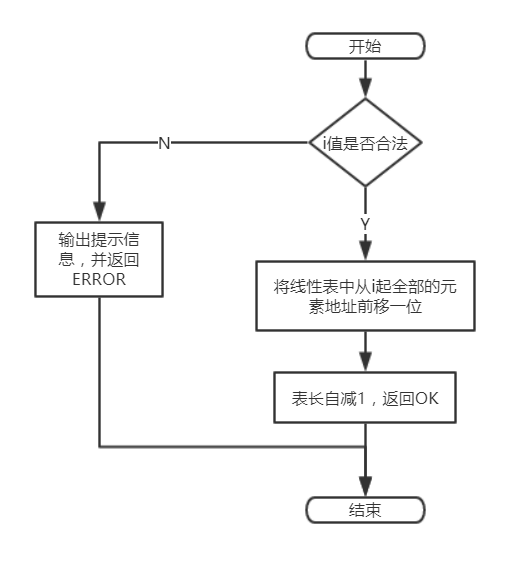 开始
i值是否合法
N
Y
输出提示信
息，并返回
ERROR
将线性表中从i起全部的元
素地址前移一位
表长自减1，返回OK
结束